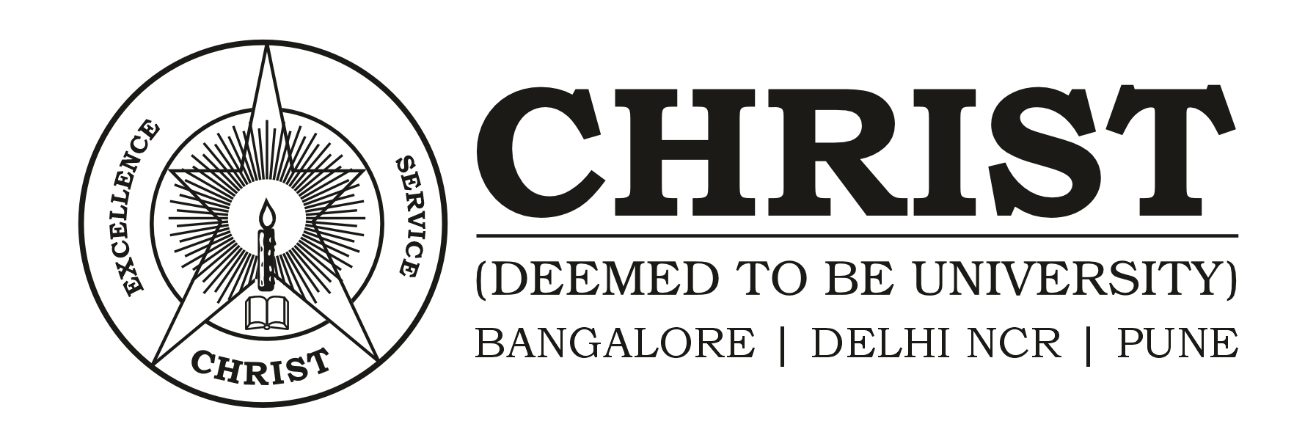 EXCELLENCE
SERVICE
CHRIST
CHRIST
(DEEMED TO BE UNIVERSITY)
BANGALORE | DELHI NCR | PUNE